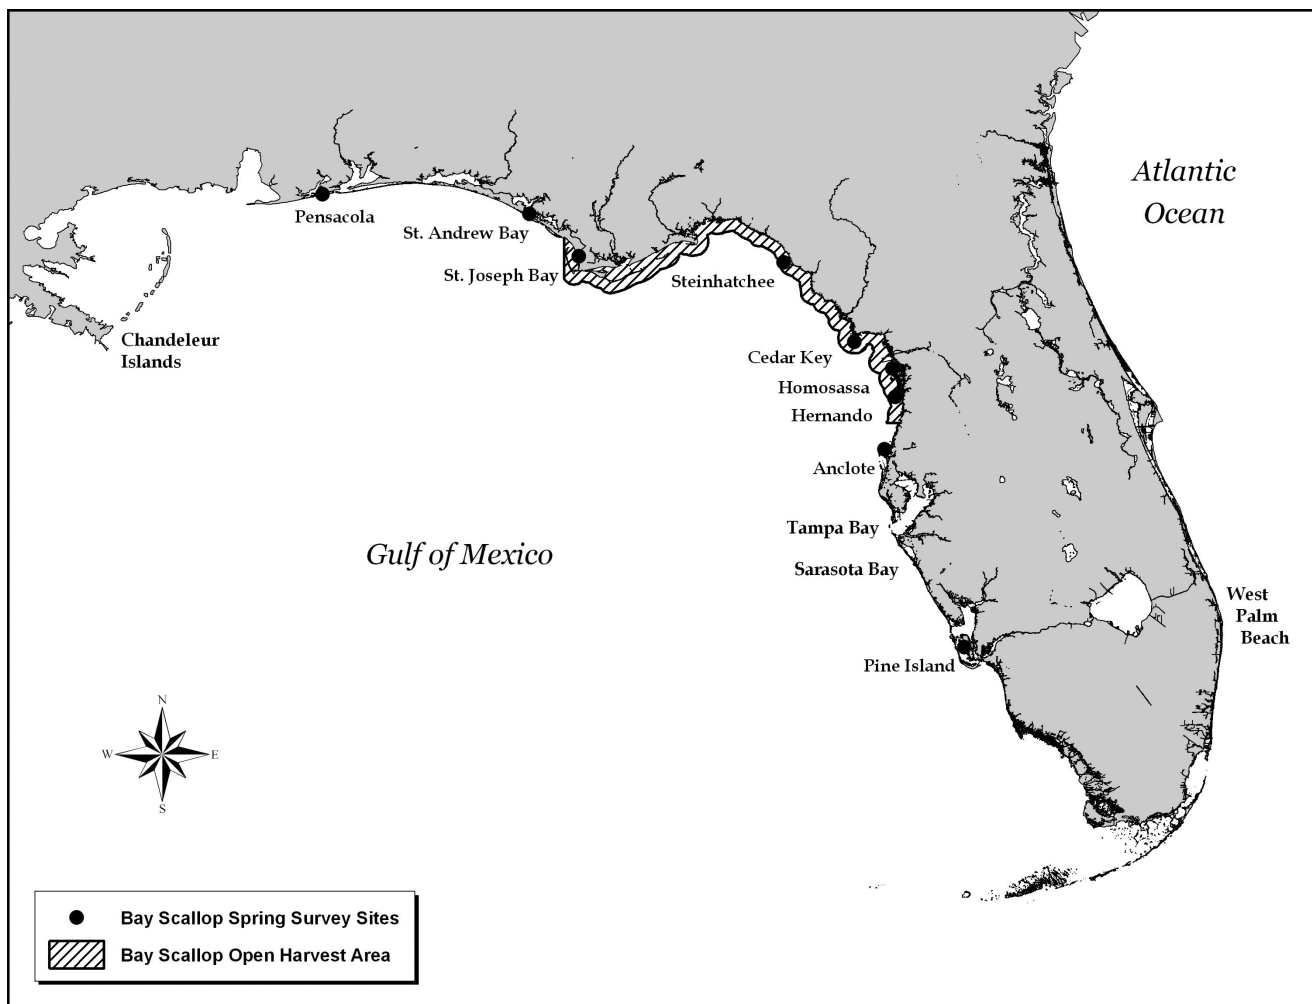 Atlantic
Ocean
Pensacola
St. Andrew Bay
St. Joseph Bay
Steinhatchee
Chandeleur
Islands
Cedar Key
Homosassa
Hernando
Anclote
Tampa Bay
Gulf of Mexico
Sarasota Bay
West
Palm
Beach
Pine Island
N
W
E
S
Bay Scallop Spring Survey Sites
Bay Scallop Open Harvest Area